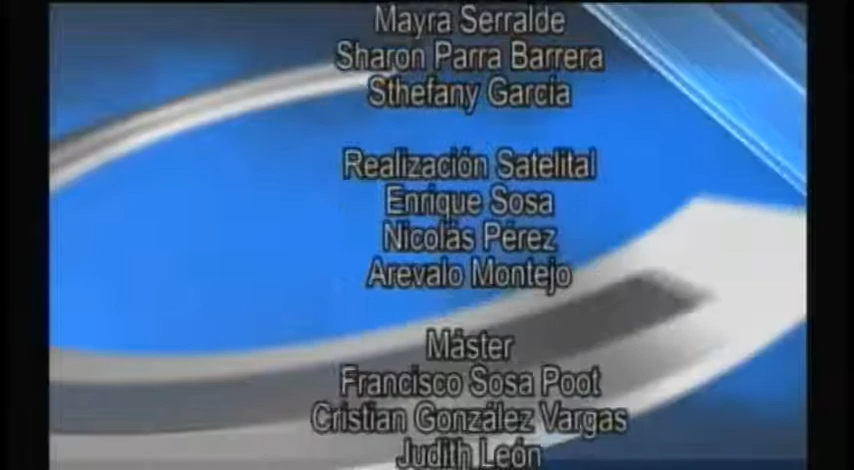 Mayra Serralde
Sharon Parra Barrera
Sthefany Garcia
Realización Satelital
Enrique Sosa
Nicolás Pérez
Arevalo Montejo
Máster
Francisco Sosa Poot
Cristian González Vargas
Judith León